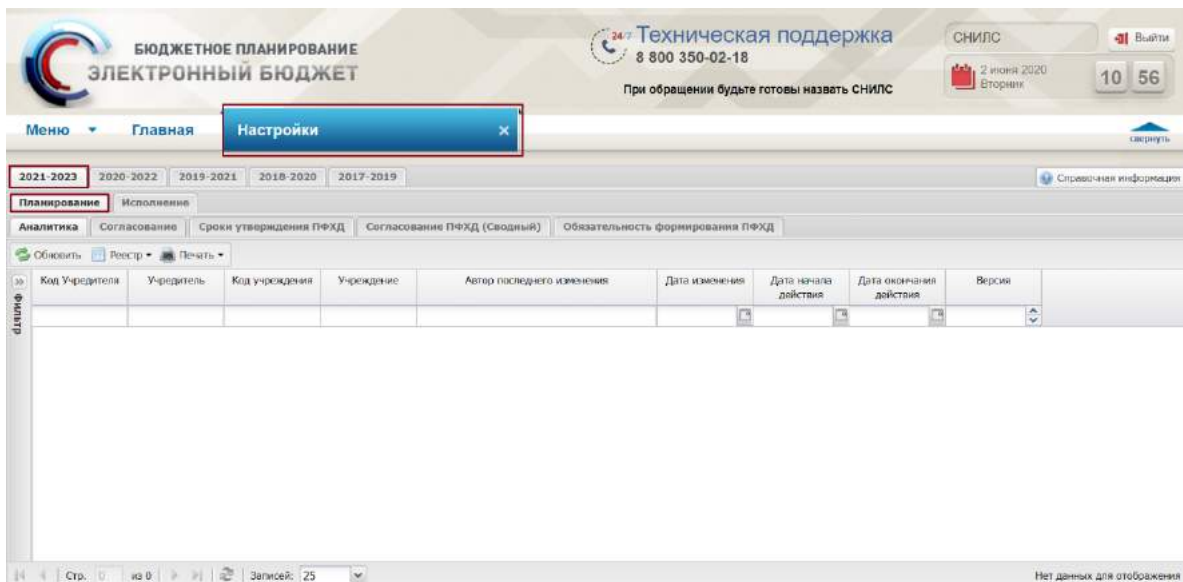 БЮДЖЕТНОЕ ПЛАНИРОВАНИЕ
ЭЛЕКТРОННЫЙ БЮДЖЕТ
24/7 Техническая поддержка
8 800 350-02-18
При обращении будьте готовы назвать СНИЛС
СНИЛС
Выйти
2 июня 2020
Вторник
10 56
Меню Главная Настройки
свернуть
2021-2023 2020-2022 2019-2021 2018-2020 2017-2019 Справочная информация
Планирование Исполнение
Аналитика Согласование Сроки утверждения ПФХД Согласование ПФХД (Сводный) Обязательность формирования ПФХД
Обновить Реестр Печать
Фильтр
Код Учредителя Учредитель Код учреждения Учреждение Автор последнего изменения Дата изменения Дата начала действия Дата окончания действия Версия
Стр. 0 из 0 Записей: 25 Нет данных для отображения